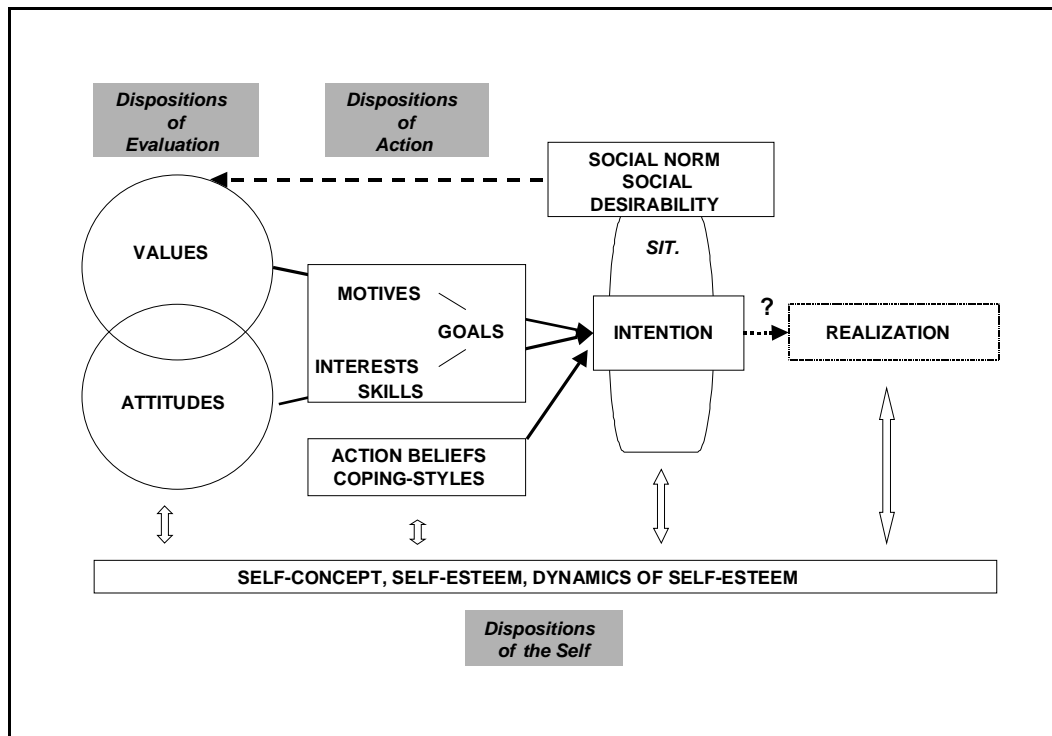 Dispositions
of
Evaluation
Dispositions
of
Action
SOCIAL NORM
SOCIAL
DESIRABILITY
VALUES
SIT.
MOTIVES
GOALS
INTERESTS
SKILLS
?
INTENTION
REALIZATION
ATTITUDES
ACTION BELIEFS
COPING-STYLES
SELF-CONCEPT, SELF-ESTEEM, DYNAMICS OF SELF-ESTEEM
Dispositions
of the Self